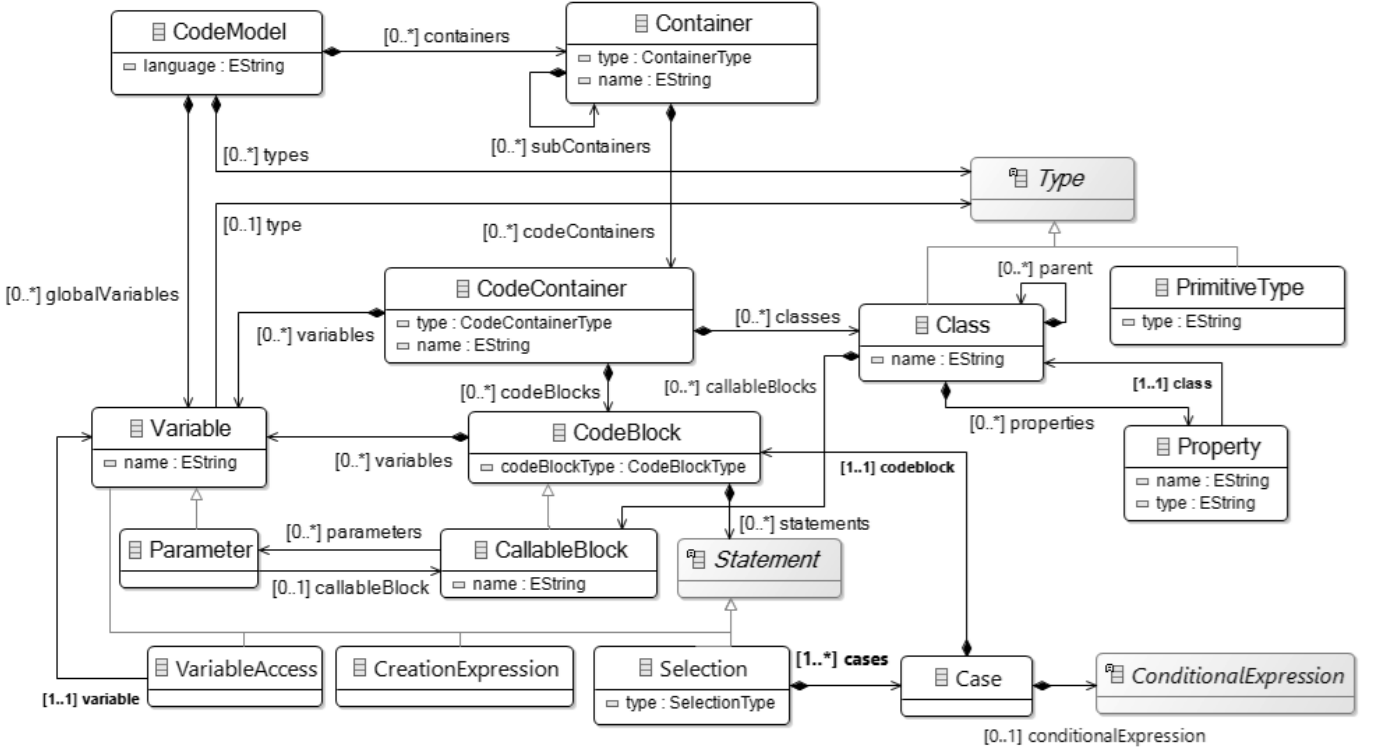 CodeModel
language : EString
[0..*] containers
Container
type : ContainerType
name : EString
[0..*] subContainers
[0..*] types
Type
[0..1] type
[0..*] codeContainers
[0..*] globalVariables
CodeContainer
type : CodeContainerType
name : EString
[0..*] variables
[0..*] classes
[0..*] parent
Class
name : EString
PrimitiveType
type : EString
[0..*] codeBlocks
[0..*] callableBlocks
[1..1] class
[0..*] properties
Variable
name : EString
[0..*] variables
CodeBlock
codeBlockType : CodeBlockType
[1..1] codeblock
Property
name : EString
type : EString
[0..*] statements
Parameter
[0..*] parameters
[0..1] callableBlock
CallableBlock
name : EString
Statement
VariableAccess
[1..1] variable
CreationExpression
Selection
type : SelectionType
[1..*] cases
Case
ConditionalExpression
[0..1] conditionalExpression